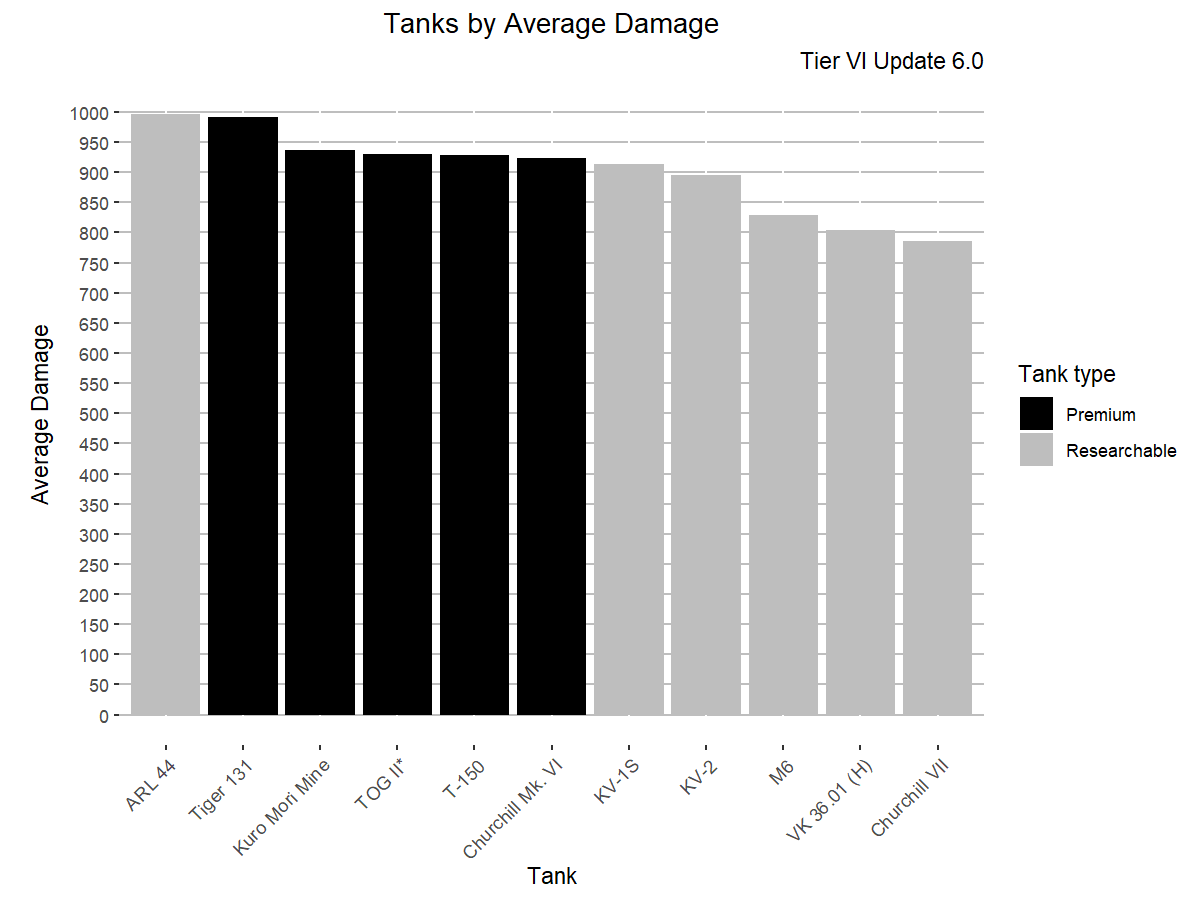 Tanks by Average Damage
Tier VI Update 6.0
Average Damage
1000
950
900
850
800
750
700
650
600
550
500
450
400
350
300
250
200
150
100
50
0
ARL 44
Tiger 131
Kuro Mori Mine
TOG II*
T-150
Churchill Mk. VI
KV-1S
KV-2
M6
VK 36.01 (H)
Churchill VII
Tank
Tank type
Premium
Researchable